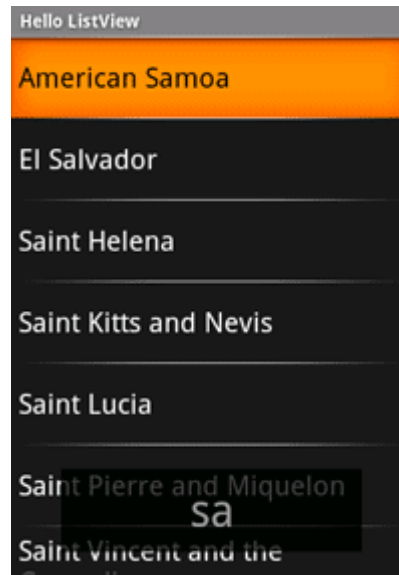 Hello ListView
American Samoa
El Salvador
Saint Helena
Saint Kitts and Nevis
Saint Lucia
Saint Pierre and Miquelon
sa
Saint Vincent and the